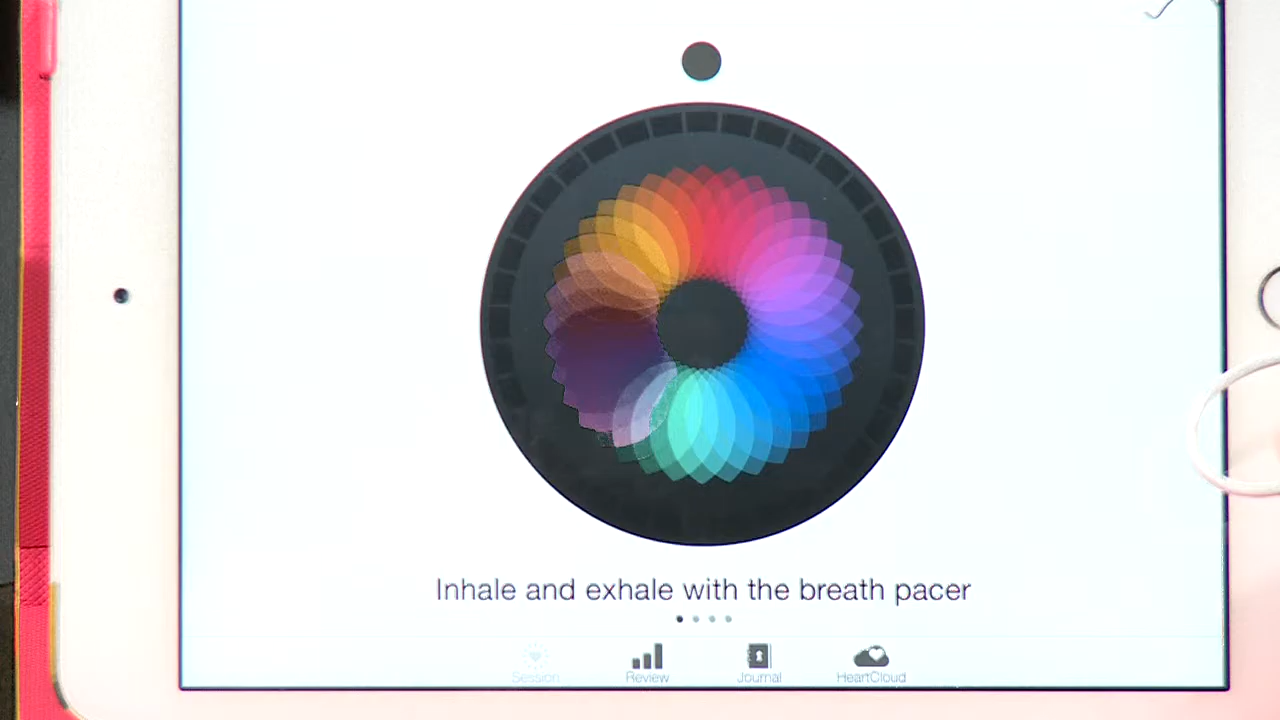 Inhale and exhale with the breath pacer
Session Review Journal HeartCloud